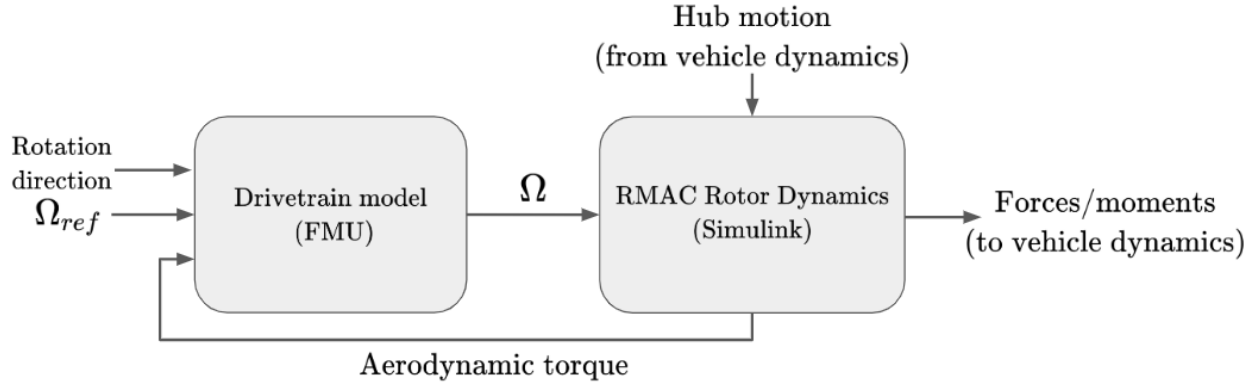 Hub motion
(from vehicle dynamics)
Rotation
direction
Ω_ref
Drivetrain model
(FMU)
Ω
RMAC Rotor Dynamics
(Simulink)
Forces/moments
(to vehicle dynamics)
Aerodynamic torque